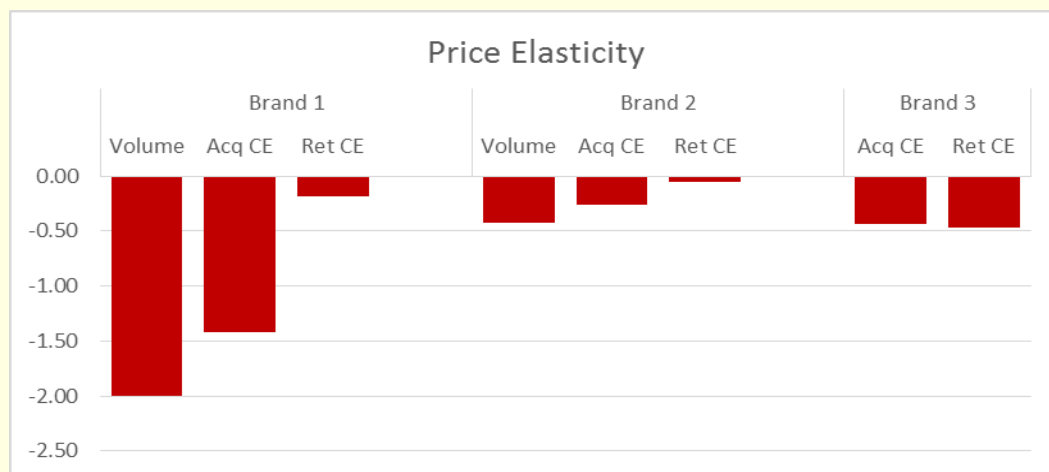 Price Elasticity
Brand 1 Brand 2 Brand 3
Volume Acq CE Ret CE Volume Acq CE Ret CE Acq CE Ret CE
0.00
-0.50
-1.00
-1.50
-2.00
-2.50